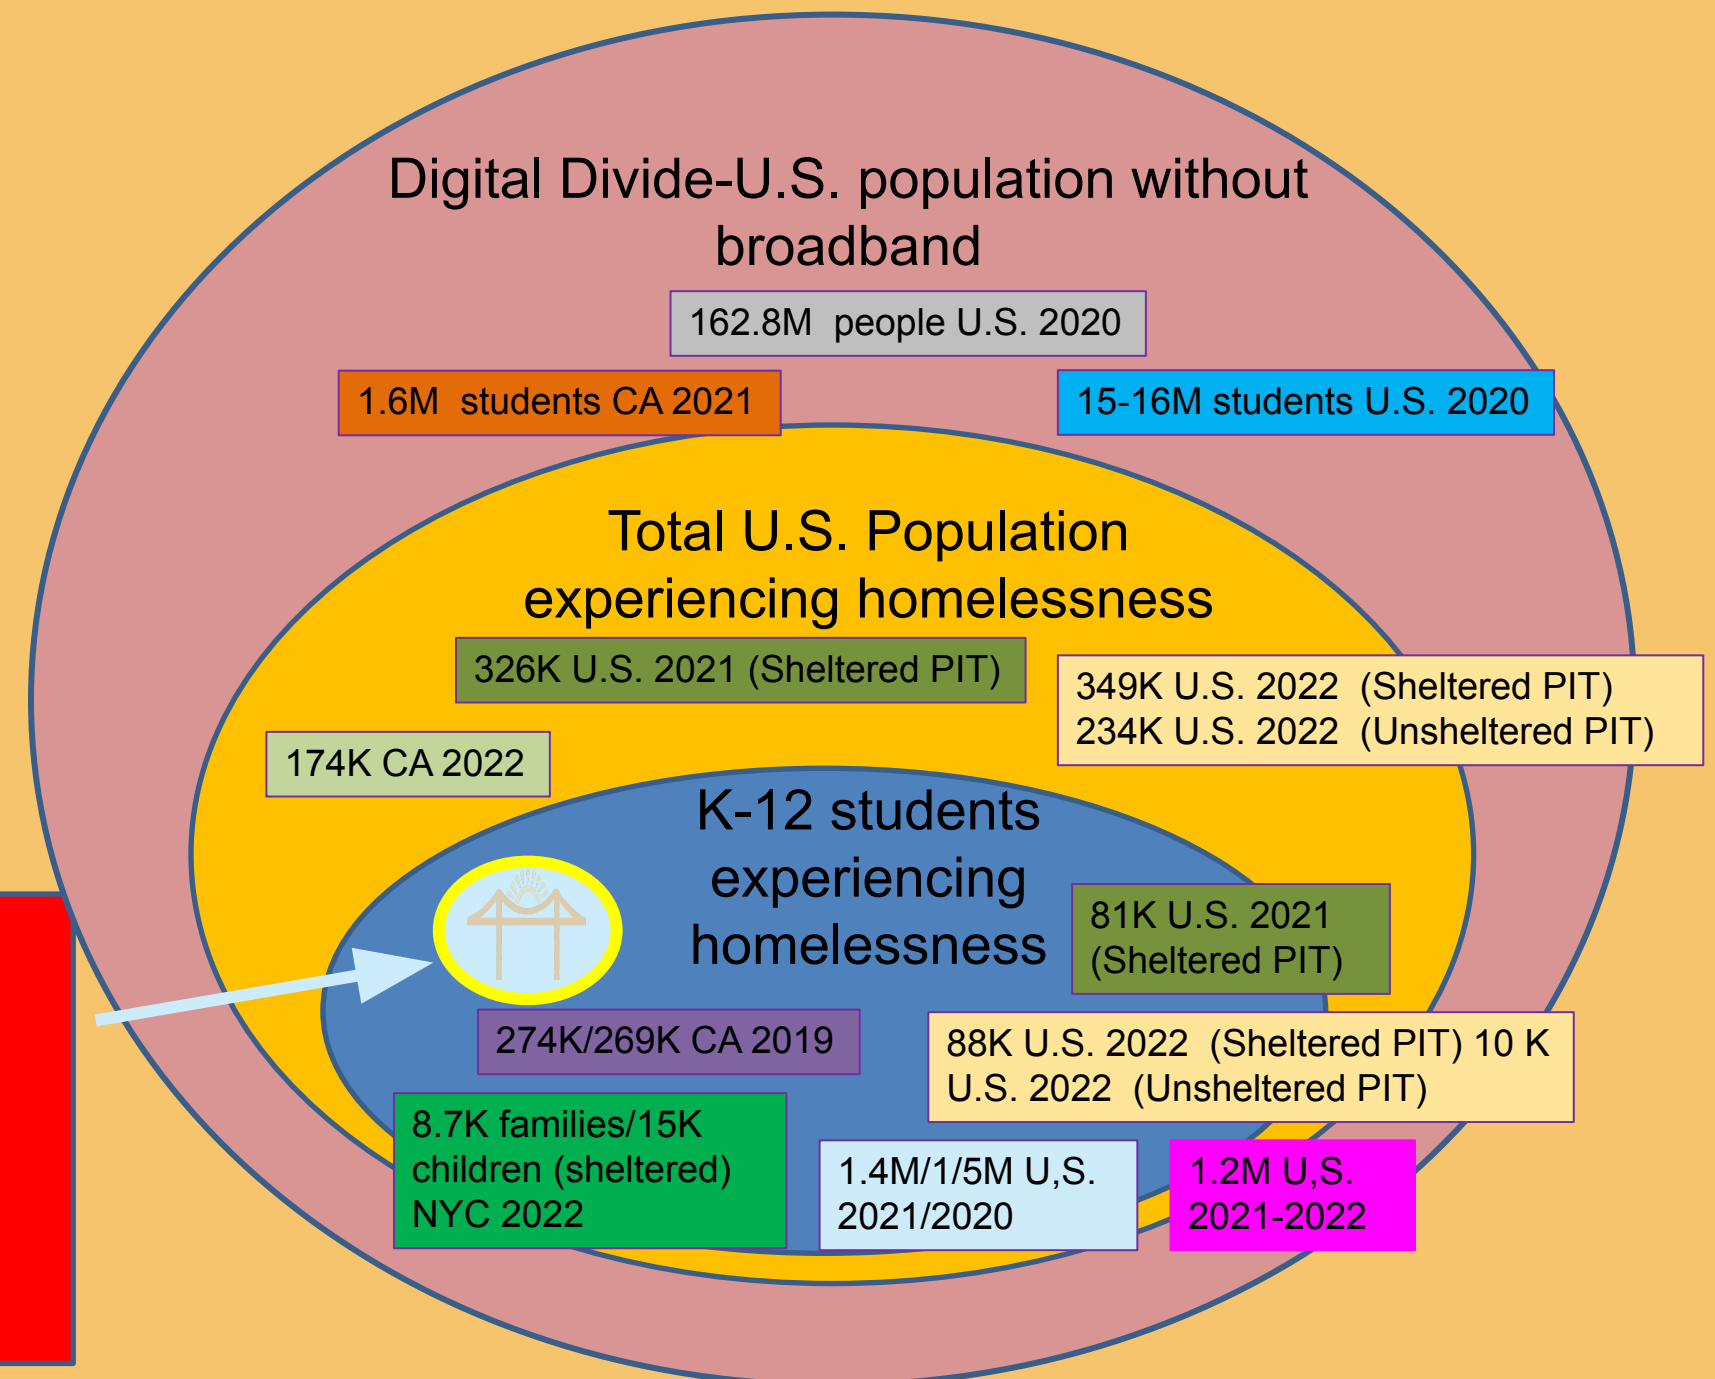 Digital Divide-U.S. population without
broadband
162.8M people U.S. 2020
1.6M students CA 2021
15-16M students U.S. 2020
Total U.S. Population
experiencing homelessness
326K U.S. 2021 (Sheltered PIT)
349K U.S. 2022 (Sheltered PIT)
234K U.S. 2022 (Unsheltered PIT)
174K CA 2022
K-12 students
experiencing
homelessness
81K U.S. 2021
(Sheltered PIT)
274K/269K CA 2019
88K U.S. 2022 (Sheltered PIT) 10 K
U.S. 2022 (Unsheltered PIT)
8.7K families/15K
children (sheltered)
NYC 2022
1.4M/1/5M U,S.
2021/2020
1.2M U,S.
2021-2022